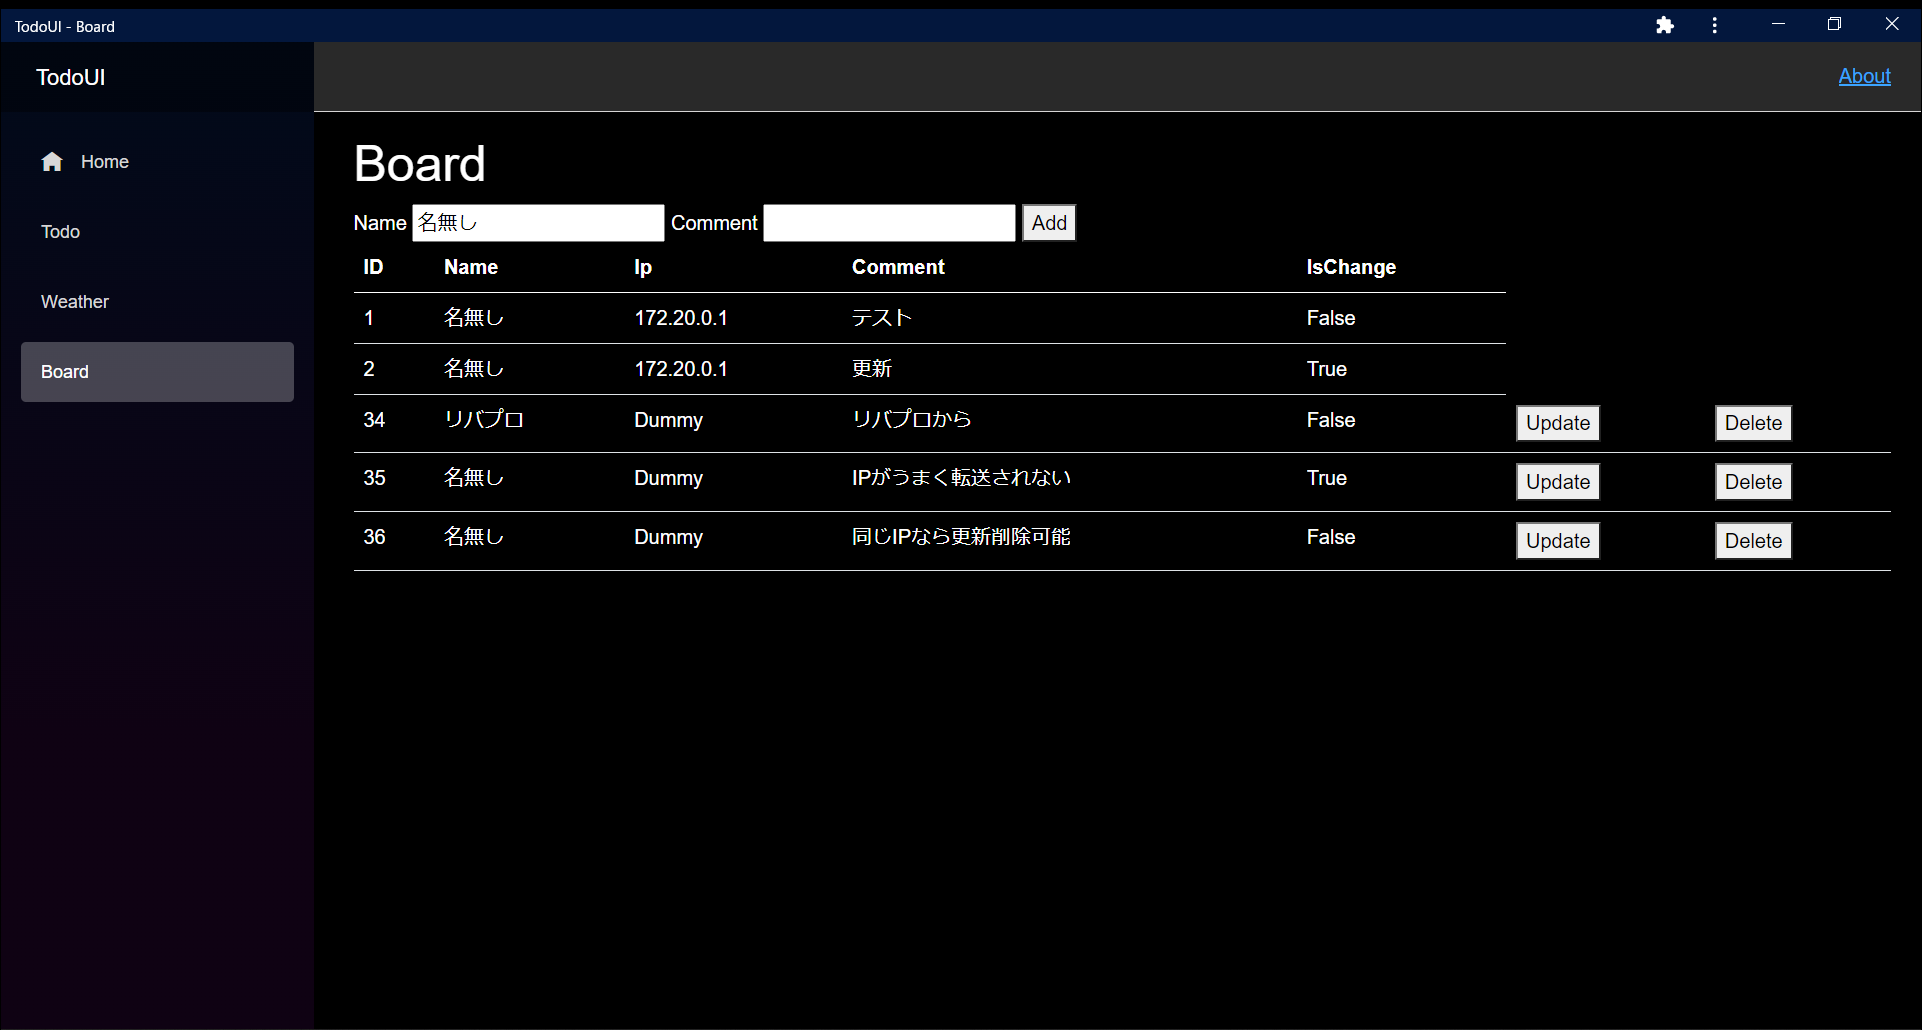 TodoUI - Board
TodoUI
About
Home
Todo
Weather
Board
Board
Name 名無し Comment Add
ID Name Ip Comment IsChange
1 名無し 172.20.0.1 テスト False
2 名無し 172.20.0.1 更新 True
34 リバプロ Dummy リバプロから False Update Delete
35 名無し Dummy IPがうまく転送されない True Update Delete
36 名無し Dummy 同じIPなら更新削除可能 False Update Delete